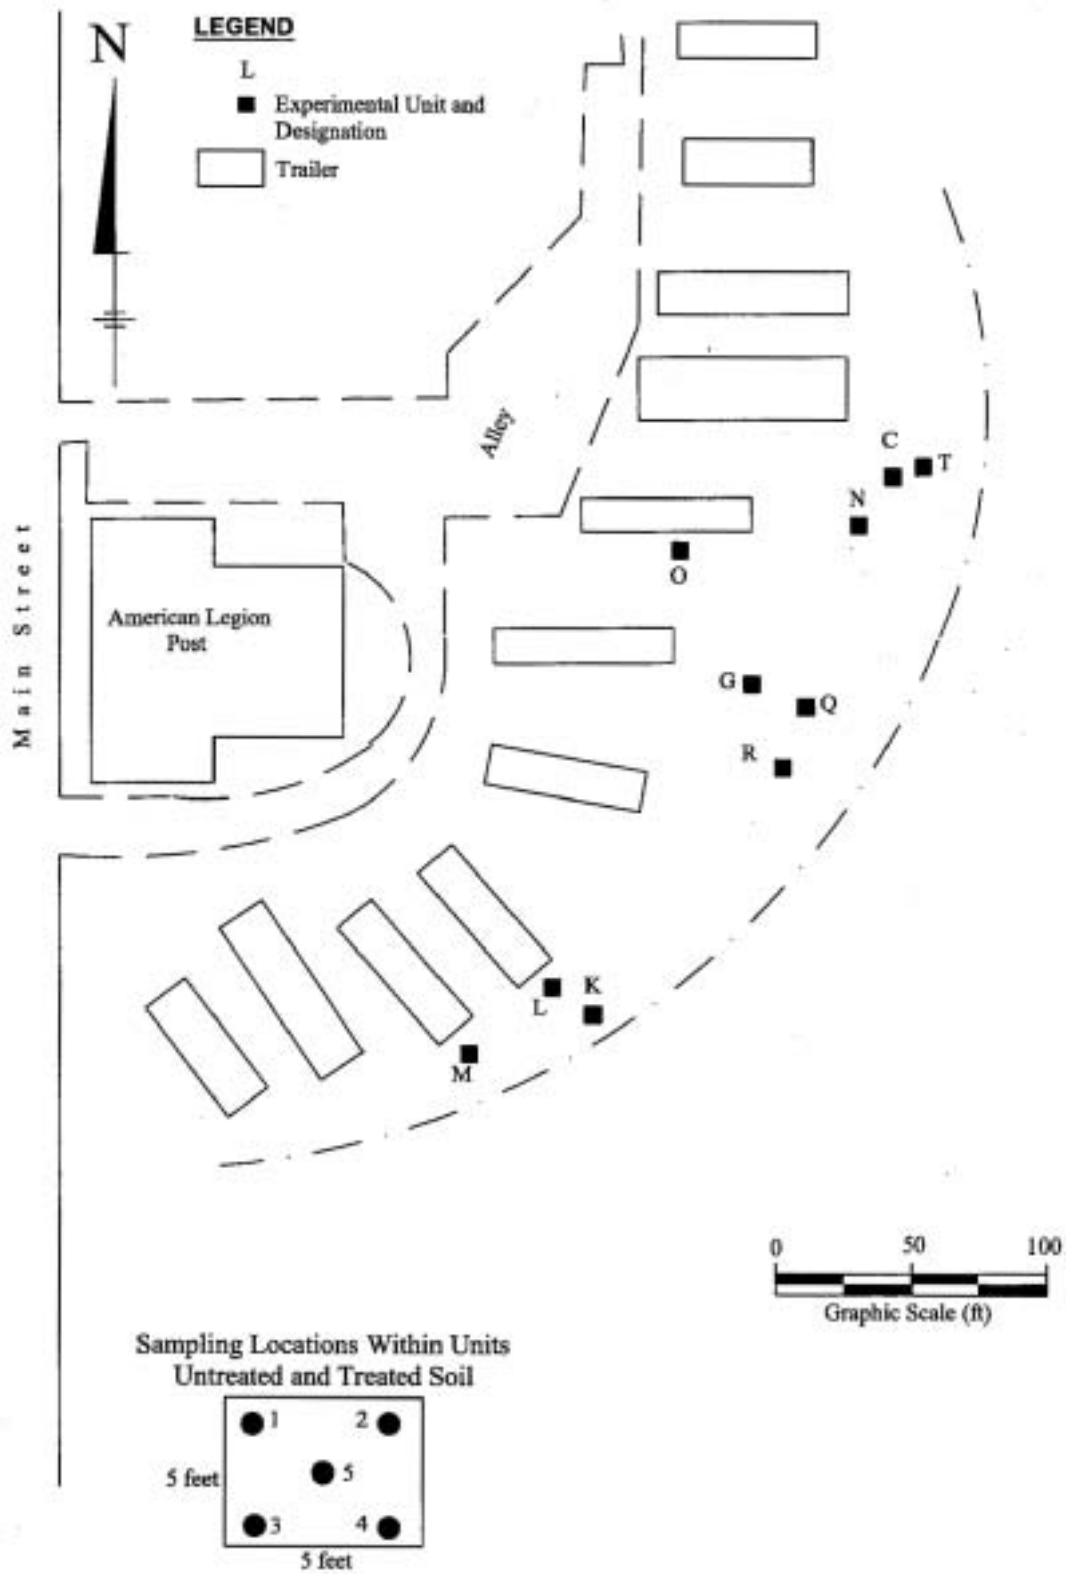 N
LEGEND
L
Experimental Unit and
Designation
Trailer
Alley
C
T
N
O
Main Street
American Legion
Post
G
Q
R
L
K
M
0 50 100
Graphic Scale (ft)
Sampling Locations Within Units
Untreated and Treated Soil
1 2
5 feet
5
3 4
5 feet